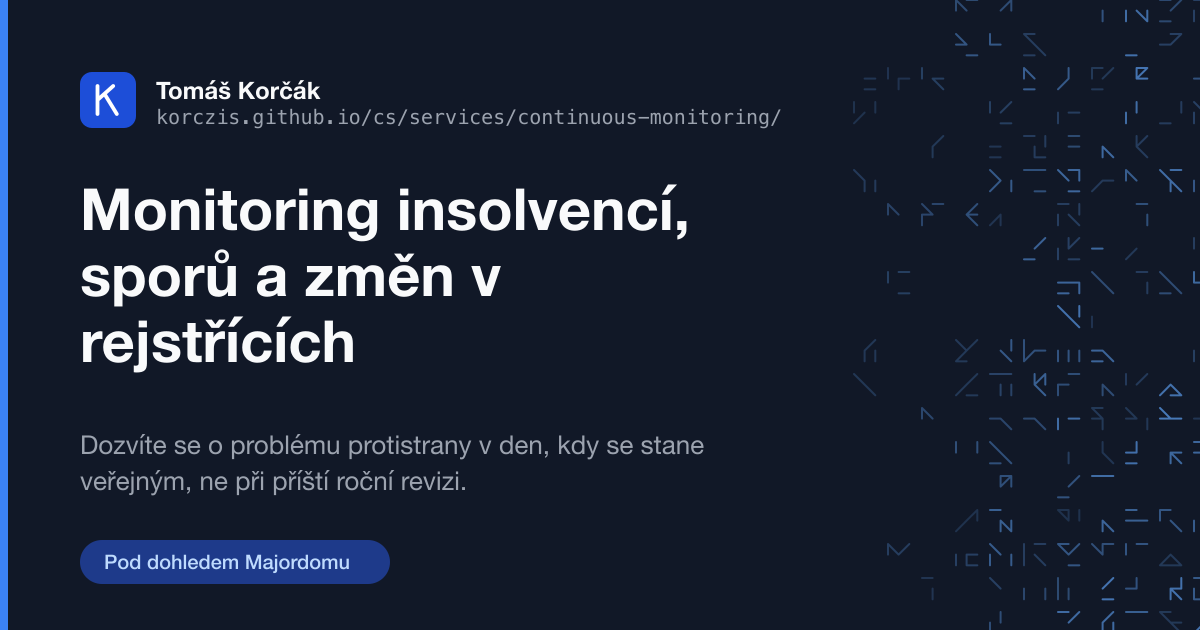 K
Tomáš Korčák
korczis.github.io/cs/services/continuous-monitoring/
Monitoring insolvencí,
sporů a změn v
rejstřících
Dozvíte se o problému protistrany v den, kdy se stane
veřejným, ne při příští roční revizi.
Pod dohledem Majordomu